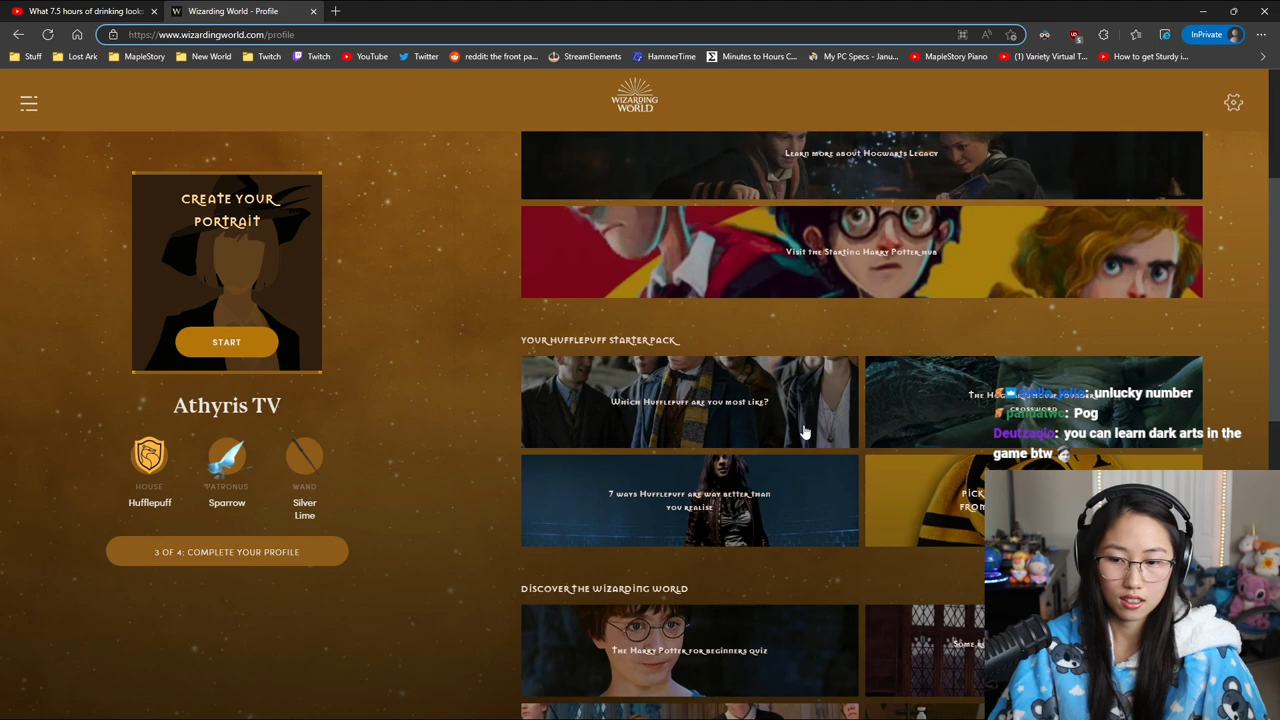 What 7.5 hours of drinking looks
Wizarding World - Profile
https://www.wizardingworld.com/profile
InPrivate
Stuff
Lost Ark
MapleStory
New World
Twitch
Twitch
YouTube
Twitter
reddit: the front pa...
StreamElements
HammerTime
Minutes to Hours C...
My PC Specs - Janu...
MapleStory Piano
(1) Variety Virtual T...
How to get Sturdy i...
WIZARDING
WORLD
CREATE YOUR
PORTRAIT
START
Athyris TV
HOUSE
PATRONUS
WAND
Hufflepuff
Sparrow
Silver
Lime
3 OF 4: COMPLETE YOUR PROFILE
Learn more about Hogwarts Legacy
Visit the Starting Harry Potter hub
YOUR HUFFLEPUFF STARTER PACK
Which Hufflepuff are you most like?
CROSSWORD
7 ways Hufflepuff are way better than
you realise
PICK
FROM
DISCOVER THE WIZARDING WORLD
The Harry Potter for beginners quiz
: unlucky number
pandatwo: Pog
Deutzaqio: you can learn dark arts in the
game btw